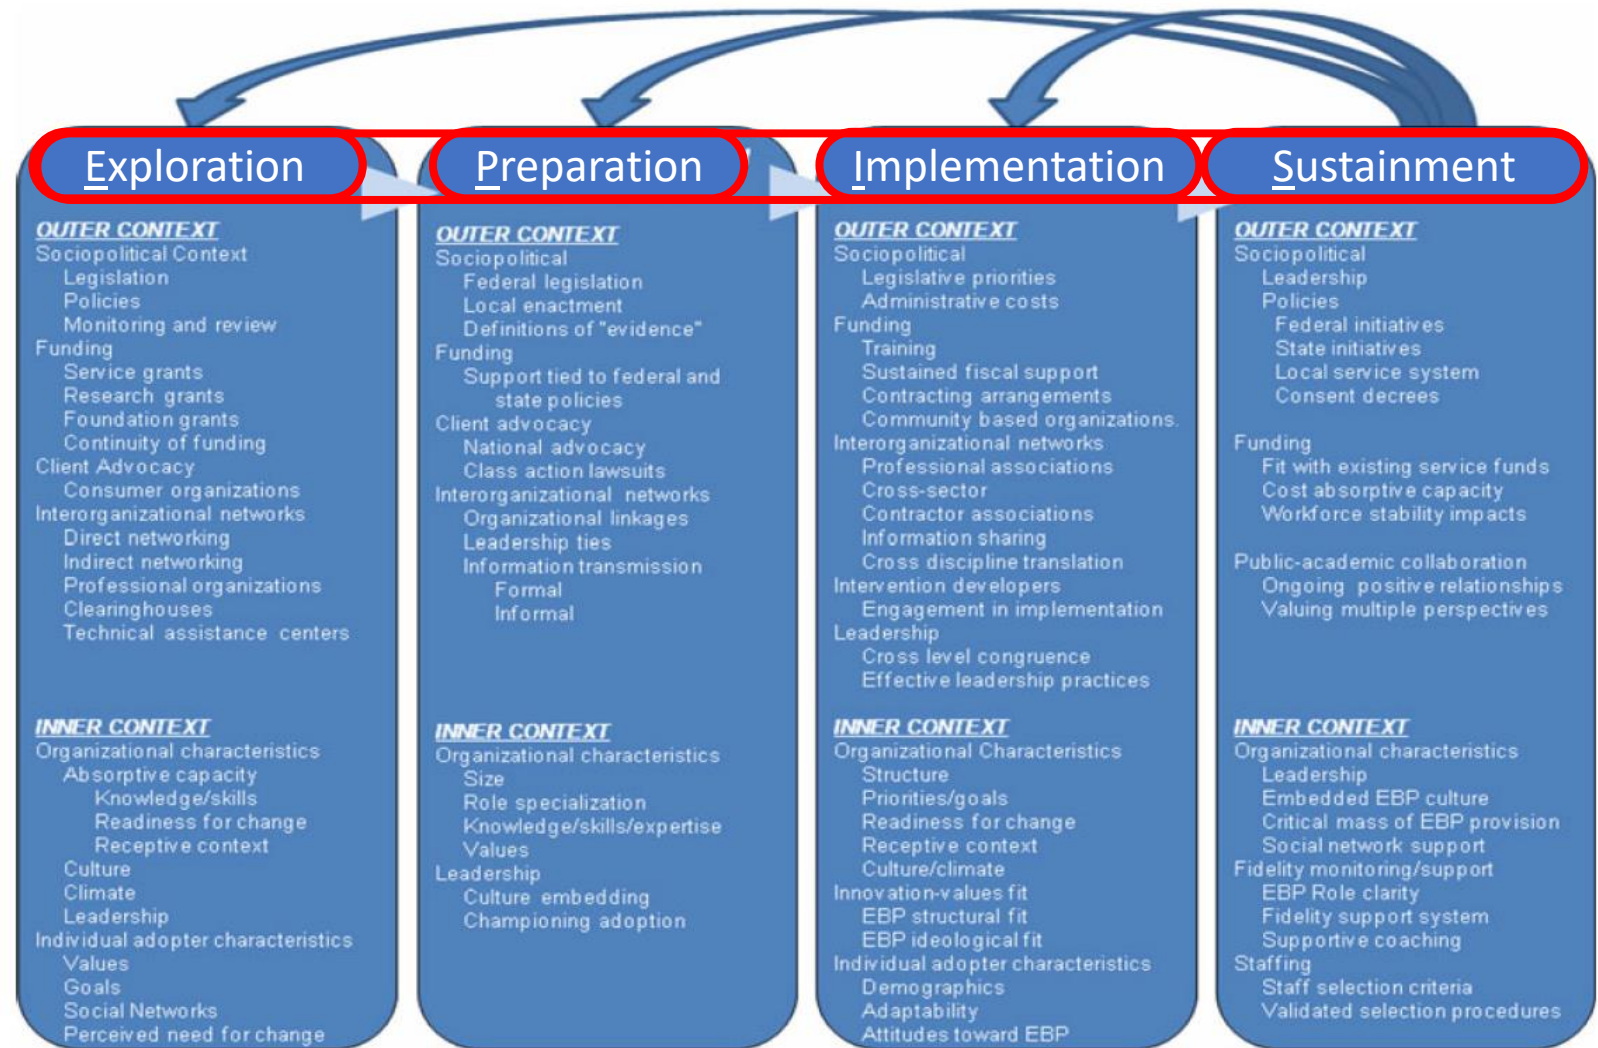 Exploration
OUTER CONTEXT
Sociopolitical Context
Legislation
Policies
Monitoring and review
Funding
Service grants
Research grants
Foundation grants
Continuity of funding
Client Advocacy
Consumer organizations
Interorganizational networks
Direct networking
Indirect networking
Professional organizations
Clearinghouses
Technical assistance centers
INNER CONTEXT
Organizational characteristics
Absorptive capacity
Knowledge/skills
Readiness for change
Receptive context
Culture
Climate
Leadership
Individual adopter characteristics
Values
Goals
Social Networks
Perceived need for change
Preparation
OUTER CONTEXT
Sociopolitical
Federal legislation
Local enactment
Definitions of "evidence"
Funding
Support tied to federal and
state policies
Client advocacy
National advocacy
Class action lawsuits
Interorganizational networks
Organizational linkages
Leadership ties
Information transmission
Formal
Informal
INNER CONTEXT
Organizational characteristics
Size
Role specialization
Knowledge/skills/expertise
Values
Leadership
Culture embedding
Championing adoption
Implementation
OUTER CONTEXT
Sociopolitical
Legislative priorities
Administrative costs
Funding
Training
Sustained fiscal support
Contracting arrangements
Community based organizations.
Interorganizational networks
Professional associations
Cross-sector
Contractor associations
Information sharing
Cross discipline translation
Intervention developers
Engagement in implementation
Leadership
Cross level congruence
Effective leadership practices
INNER CONTEXT
Organizational Characteristics
Structure
Priorities/goals
Readiness for change
Receptive context
Culture/climate
Innovation-values fit
EBP structural fit
EBP ideological fit
Individual adopter characteristics
Demographics
Adaptability
Attitudes toward EBP
Sustainment
OUTER CONTEXT
Sociopolitical
Leadership
Policies
Federal initiatives
State initiatives
Local service system
Consent decrees
Funding
Fit with existing service funds
Cost absorptive capacity
Workforce stability impacts
Public-academic collaboration
Ongoing positive relationships
Valuing multiple perspectives
INNER CONTEXT
Organizational characteristics
Leadership
Embedded EBP culture
Critical mass of EBP provision
Social network support
Fidelity monitoring/support
EBP Role clarity
Fidelity support system
Supportive coaching
Staffing
Staff selection criteria
Validated selection procedures